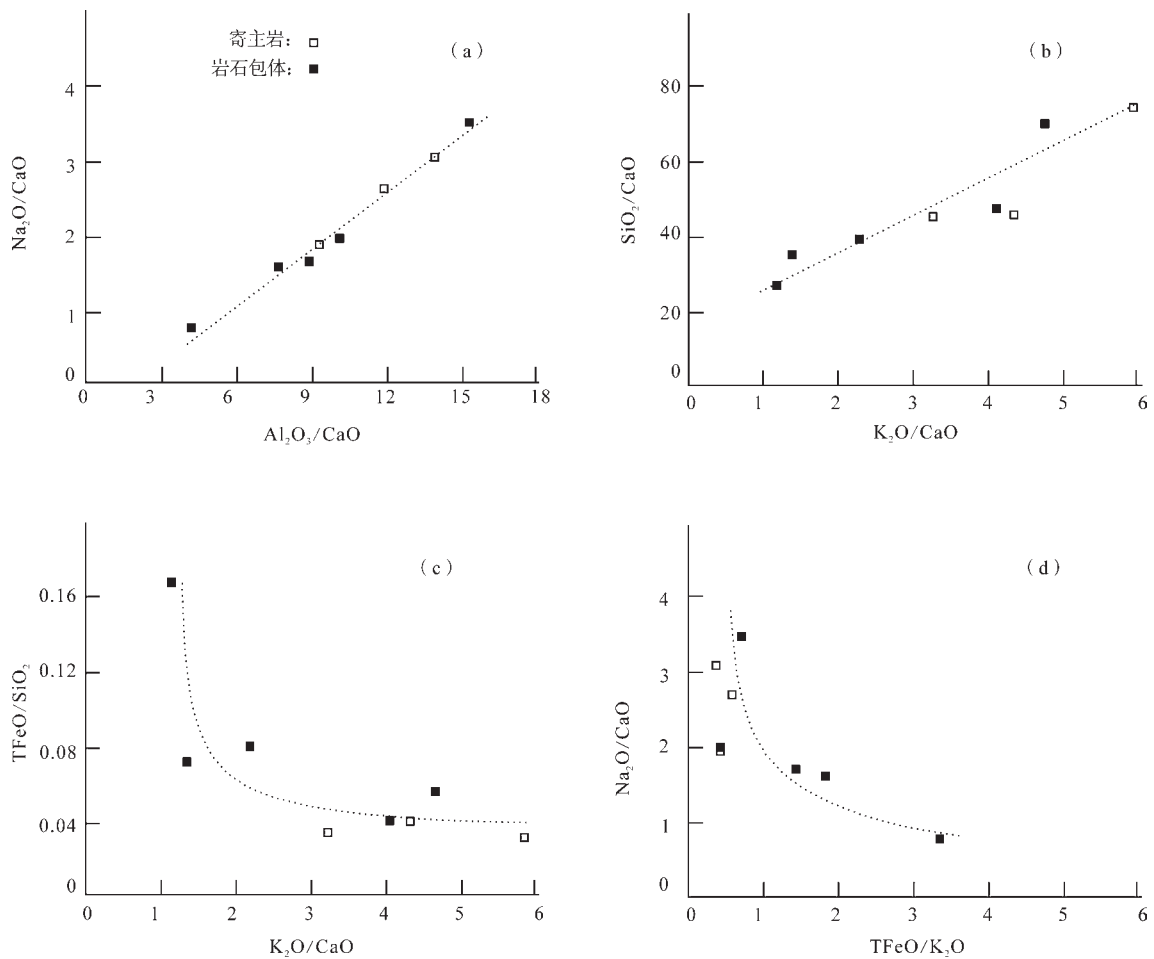 寄主岩：
岩石包体：
(a)
4
3
2
1
0
Na₂O/CaO
0 3 6 9 12 15 18
Al₂O₃/CaO
(b)
80
60
40
20
0
SiO₂/CaO
0 1 2 3 4 5 6
K₂O/CaO
(c)
0.16
0.12
0.08
0.04
0
TFeO/SiO₂
0 1 2 3 4 5 6
K₂O/CaO
(d)
4
3
2
1
0
Na₂O/CaO
0 1 2 3 4 5 6
TFeO/K₂O